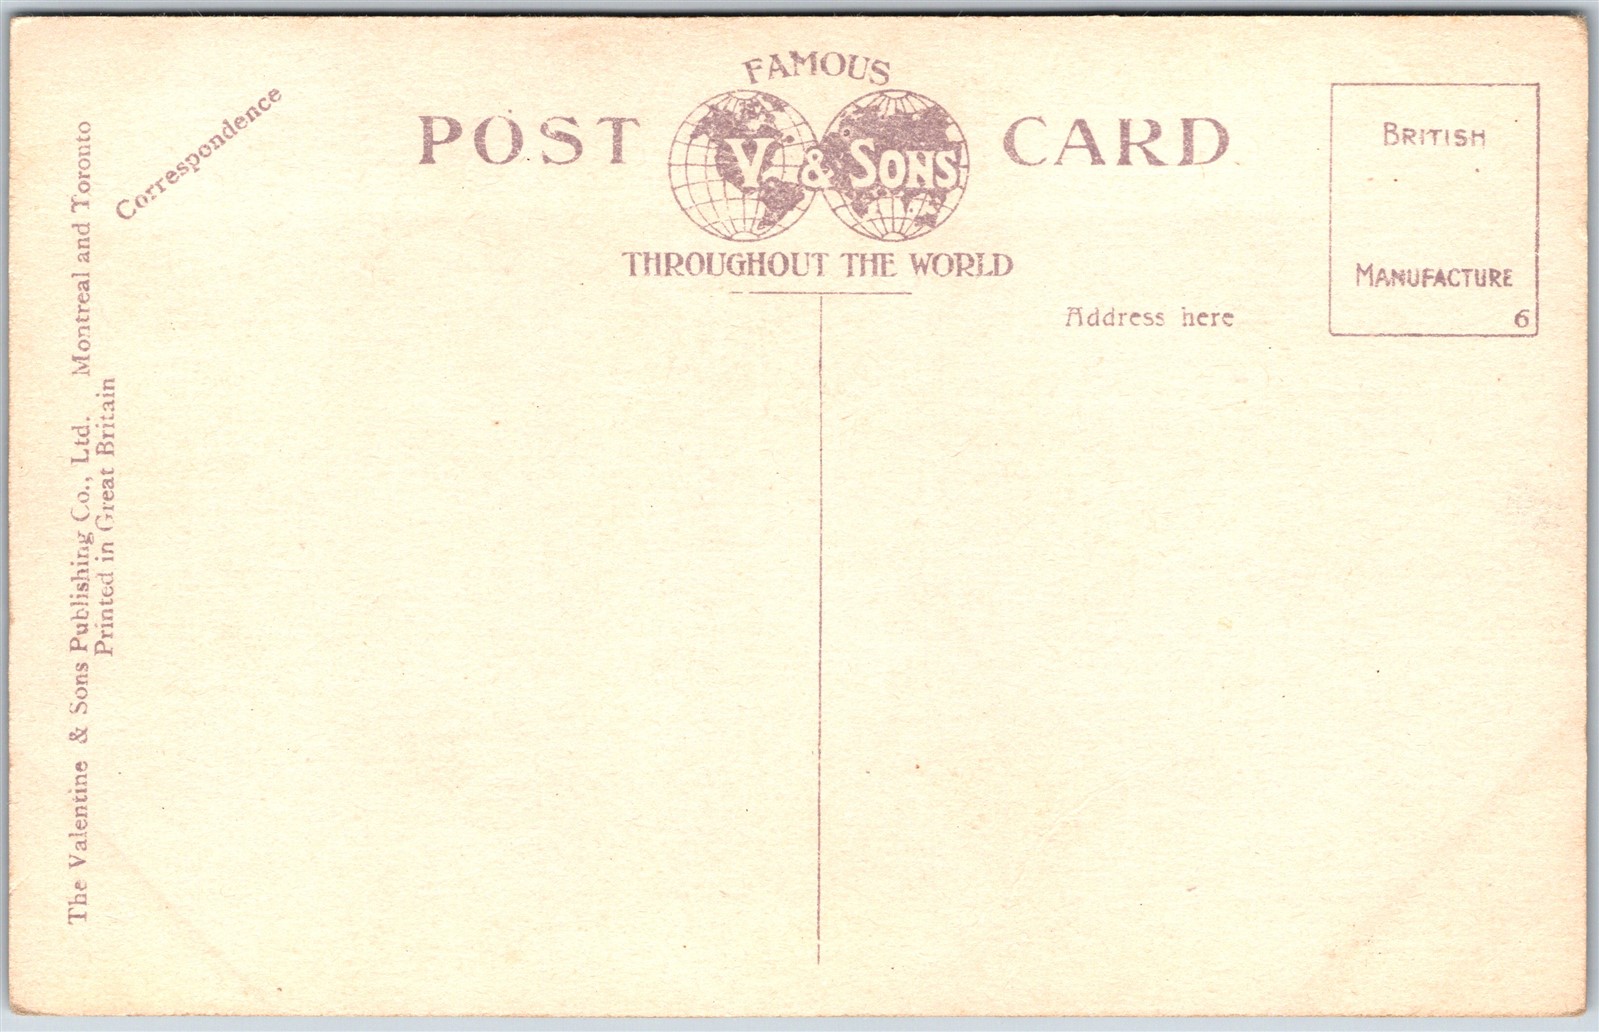 FAMOUS
POST V. & SONS CARD
THROUGHOUT THE WORLD
Correspondence
Address here
BRITISH
MANUFACTURE
6
The Valentine & Sons Publishing Co., Ltd. Montreal and Toronto
Printed in Great Britain